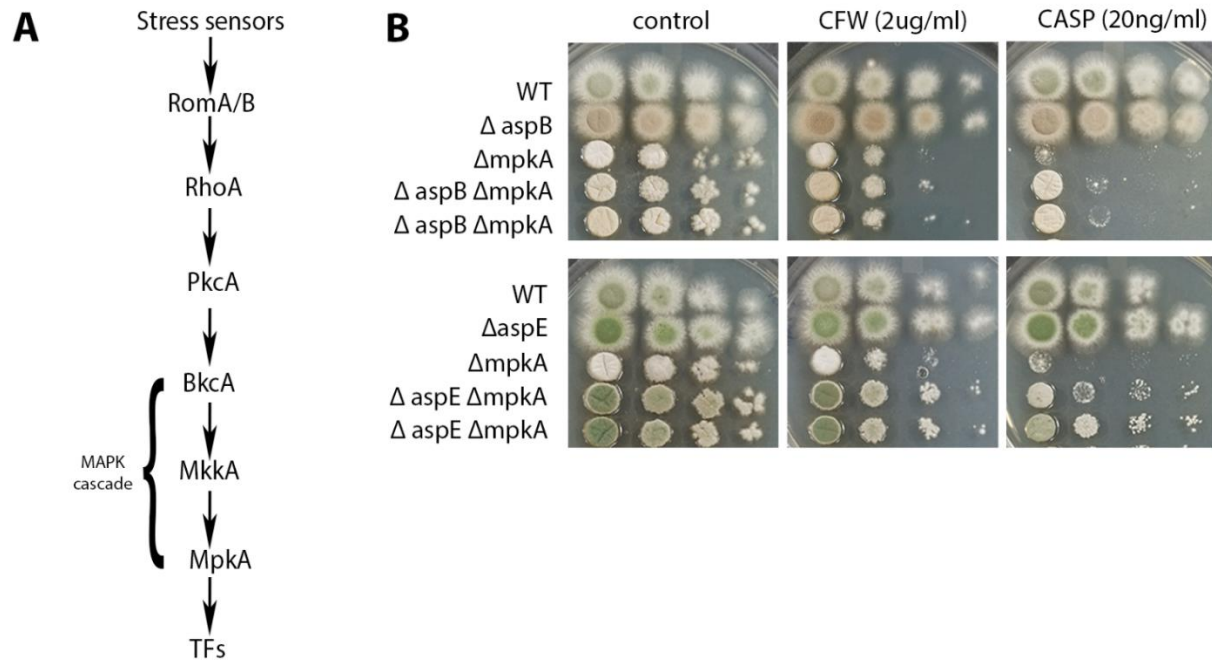 A
Stress sensors
RomA/B
RhoA
PkcA
BkcA
MAPK
cascade
MkkA
MpkA
TFs
B
control
CFW (2ug/ml)
CASP (20ng/ml)
WT
Δ aspB
ΔmpkA
Δ aspB ΔmpkA
Δ aspB ΔmpkA
WT
ΔaspE
ΔmpkA
Δ aspE ΔmpkA
Δ aspE ΔmpkA